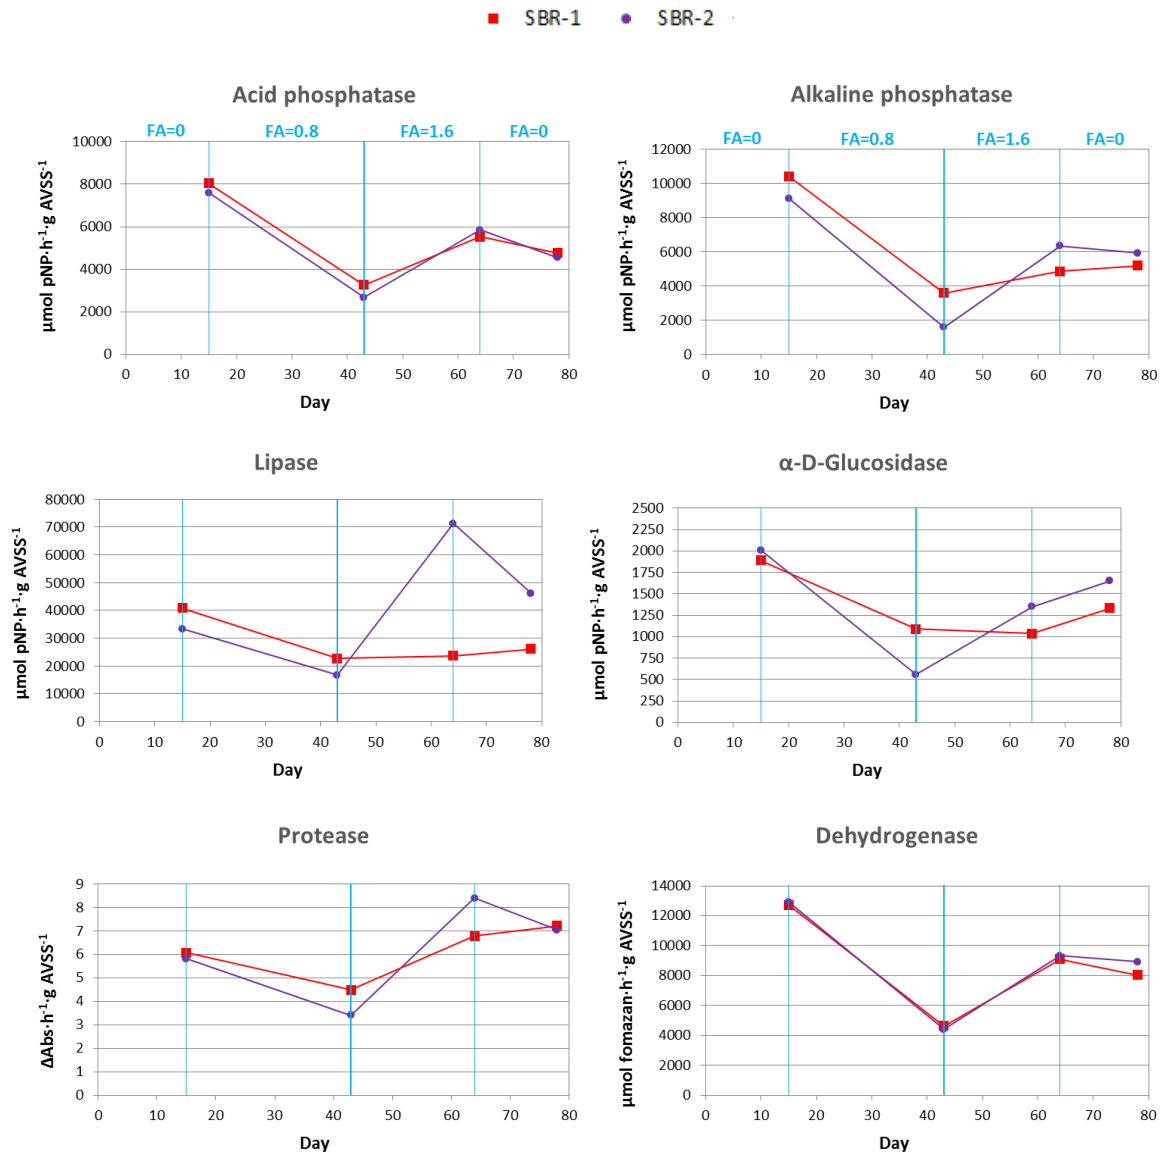 SBR-1 SBR-2
Acid phosphatase
FA=0 FA=0.8 FA=1.6 FA=0
10000
8000
6000
4000
2000
0
0 10 20 30 40 50 60 70 80
µmol pNP·h⁻¹·g AVSS⁻¹
Day
Alkaline phosphatase
FA=0 FA=0.8 FA=1.6 FA=0
12000
10000
8000
6000
4000
2000
0
0 10 20 30 40 50 60 70 80
µmol pNP·h⁻¹·g AVSS⁻¹
Day
Lipase
80000
70000
60000
50000
40000
30000
20000
10000
0
0 10 20 30 40 50 60 70 80
µmol pNP·h⁻¹·g AVSS⁻¹
Day
α-D-Glucosidase
2500
2250
2000
1750
1500
1250
1000
750
500
250
0
0 10 20 30 40 50 60 70 80
µmol pNP·h⁻¹·g AVSS⁻¹
Day
Protease
9
8
7
6
5
4
3
2
1
0
0 10 20 30 40 50 60 70 80
ΔAbs·h⁻¹·g AVSS⁻¹
Day
Dehydrogenase
14000
12000
10000
8000
6000
4000
2000
0
0 10 20 30 40 50 60 70 80
µmol fomazan·h⁻¹·g AVSS⁻¹
Day